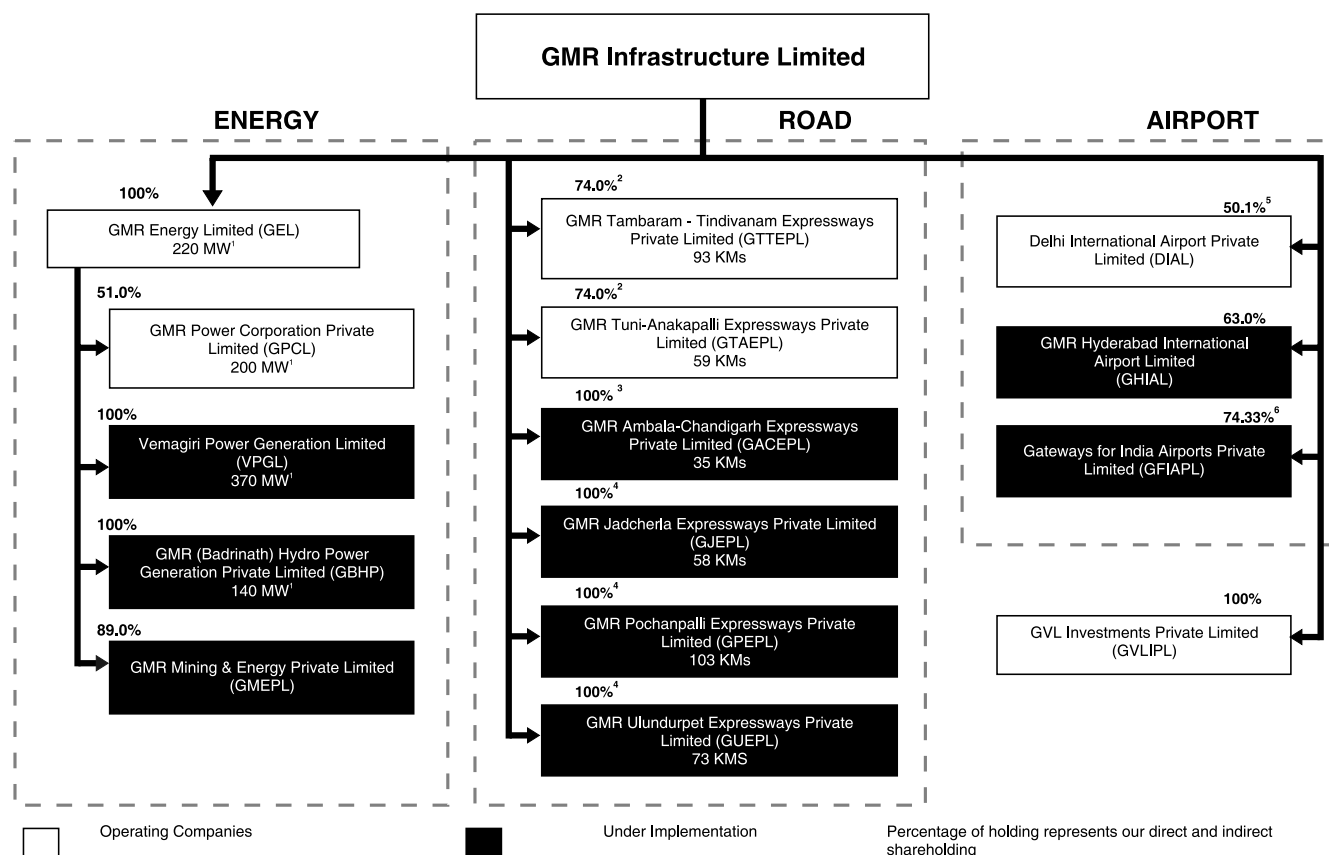 GMR Infrastructure Limited
ENERGY
ROAD
AIRPORT
100%
GMR Energy Limited (GEL)
220 MW¹
51.0%
GMR Power Corporation Private
Limited (GPCL)
200 MW¹
100%
Vemagiri Power Generation Limited
(VPGL)
370 MW¹
100%
GMR (Badrinath) Hydro Power
Generation Private Limited (GBHP)
140 MW¹
89.0%
GMR Mining & Energy Private Limited
(GMEPL)
74.0%²
GMR Tambaram - Tindivanam Expressways
Private Limited (GTTEPL)
93 KMs
74.0%²
GMR Tuni-Anakapalli Expressways Private
Limited (GTAEPL)
59 KMs
100% ³
GMR Ambala-Chandigarh Expressways
Private Limited (GACEPL)
35 KMs
100%⁴
GMR Jadcherla Expressways Private Limited
(GJEPL)
58 KMs
100%⁴
GMR Pochanpalli Expressways Private
Limited (GPEPL)
103 KMs
100%⁴
GMR Ulundurpet Expressways Private
Limited (GUEPL)
73 KMS
50.1%⁵
Delhi International Airport Private
Limited (DIAL)
63.0%
GMR Hyderabad International
Airport Limited
(GHIAL)
74.33%⁶
Gateways for India Airports Private
Limited (GFIAPL)
100%
GVL Investments Private Limited
(GVLIPL)
Operating Companies
Under Implementation
Percentage of holding represents our direct and indirect
shareholding